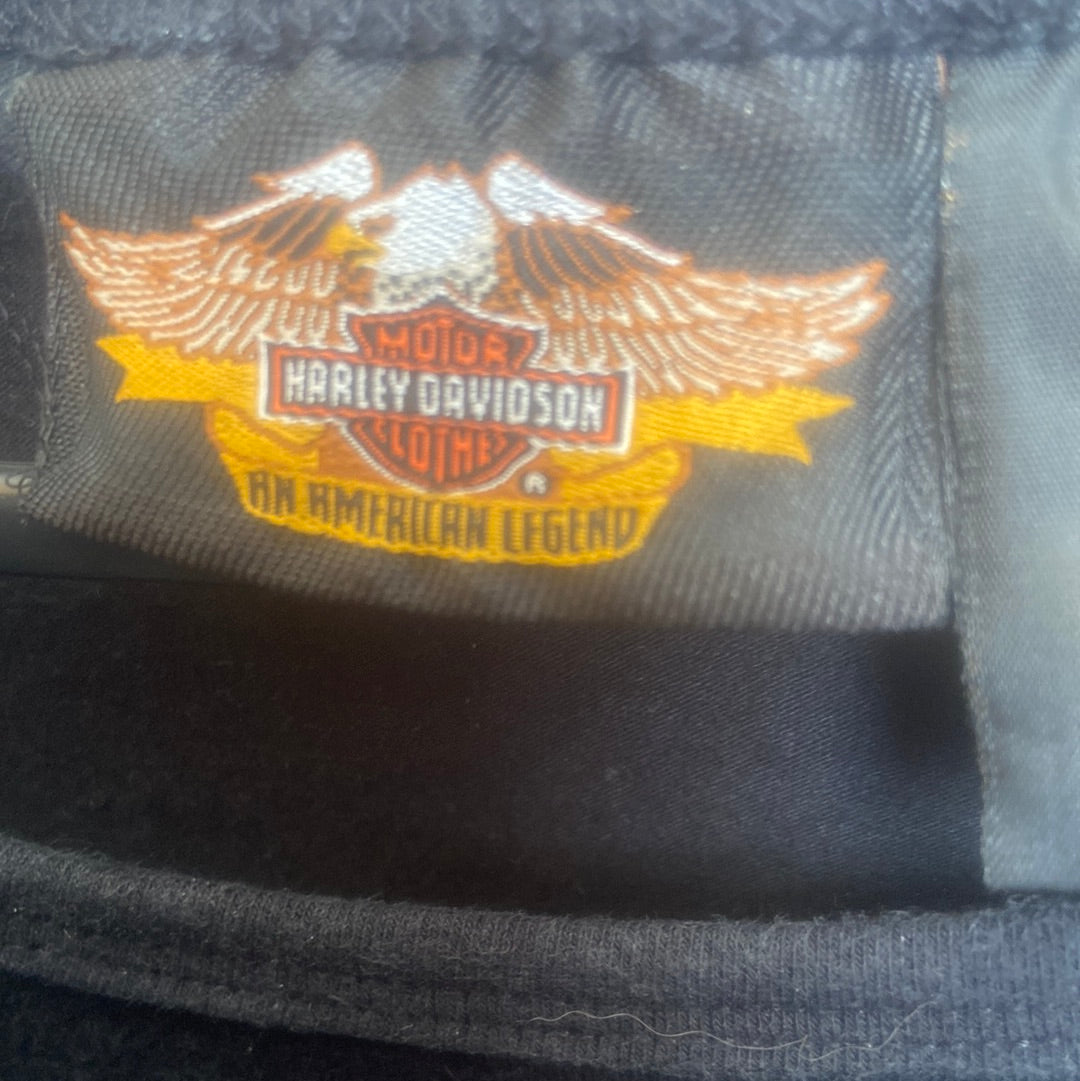 MOTOR
HARLEY DAVIDSON
CLOTHES
®
AN AMERICAN LEGEND